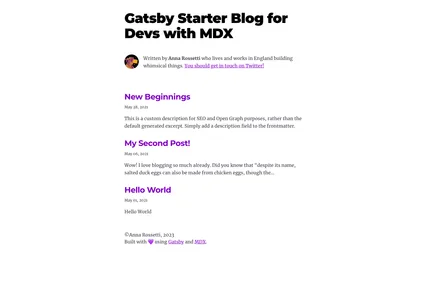 Gatsby Starter Blog for
Devs with MDX
Written by Anna Rossetti who lives and works in England building
whimsical things. You should get in touch on Twitter!
New Beginnings
May 28, 2021
This is a custom description for SEO and Open Graph purposes, rather than the
default generated excerpt. Simply add a description field to the frontmatter.
My Second Post!
May 06, 2021
Wow! I love blogging so much already. Did you know that "despite its name,
salted duck eggs can also be made from chicken eggs, though the…
Hello World
May 01, 2021
Hello World
©Anna Rossetti, 2023
Built with 💜 using Gatsby and MDX.